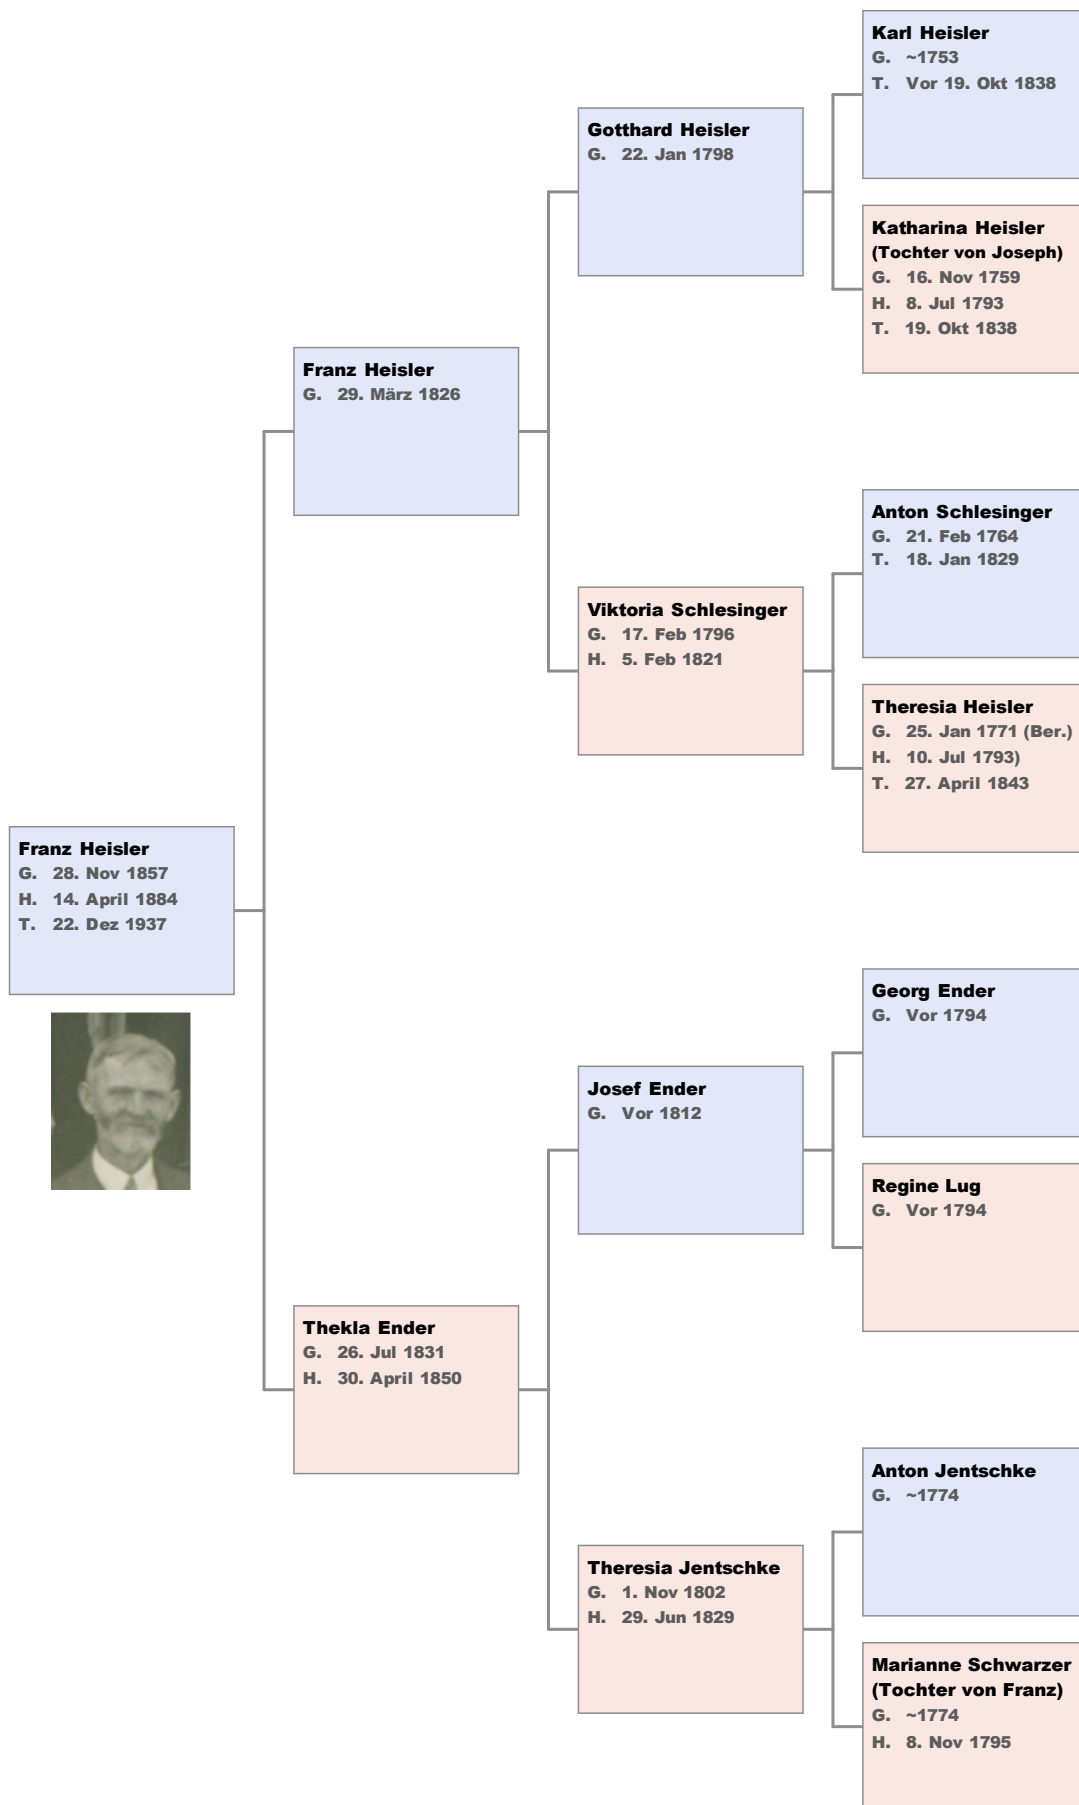 Karl Heisler
G. ~1753
T. Vor 19. Okt 1838
Gotthard Heisler
G. 22. Jan 1798
Katharina Heisler
(Tochter von Joseph)
G. 16. Nov 1759
H. 8. Jul 1793
T. 19. Okt 1838
Franz Heisler
G. 29. März 1826
Anton Schlesinger
G. 21. Feb 1764
T. 18. Jan 1829
Viktoria Schlesinger
G. 17. Feb 1796
H. 5. Feb 1821
Theresia Heisler
G. 25. Jan 1771 (Ber.)
H. 10. Jul 1793)
T. 27. April 1843
Franz Heisler
G. 28. Nov 1857
H. 14. April 1884
T. 22. Dez 1937
Georg Ender
G. Vor 1794
Josef Ender
G. Vor 1812
Regine Lug
G. Vor 1794
Thekla Ender
G. 26. Jul 1831
H. 30. April 1850
Anton Jentschke
G. ~1774
Theresia Jentschke
G. 1. Nov 1802
H. 29. Jun 1829
Marianne Schwarzer
(Tochter von Franz)
G. ~1774
H. 8. Nov 1795